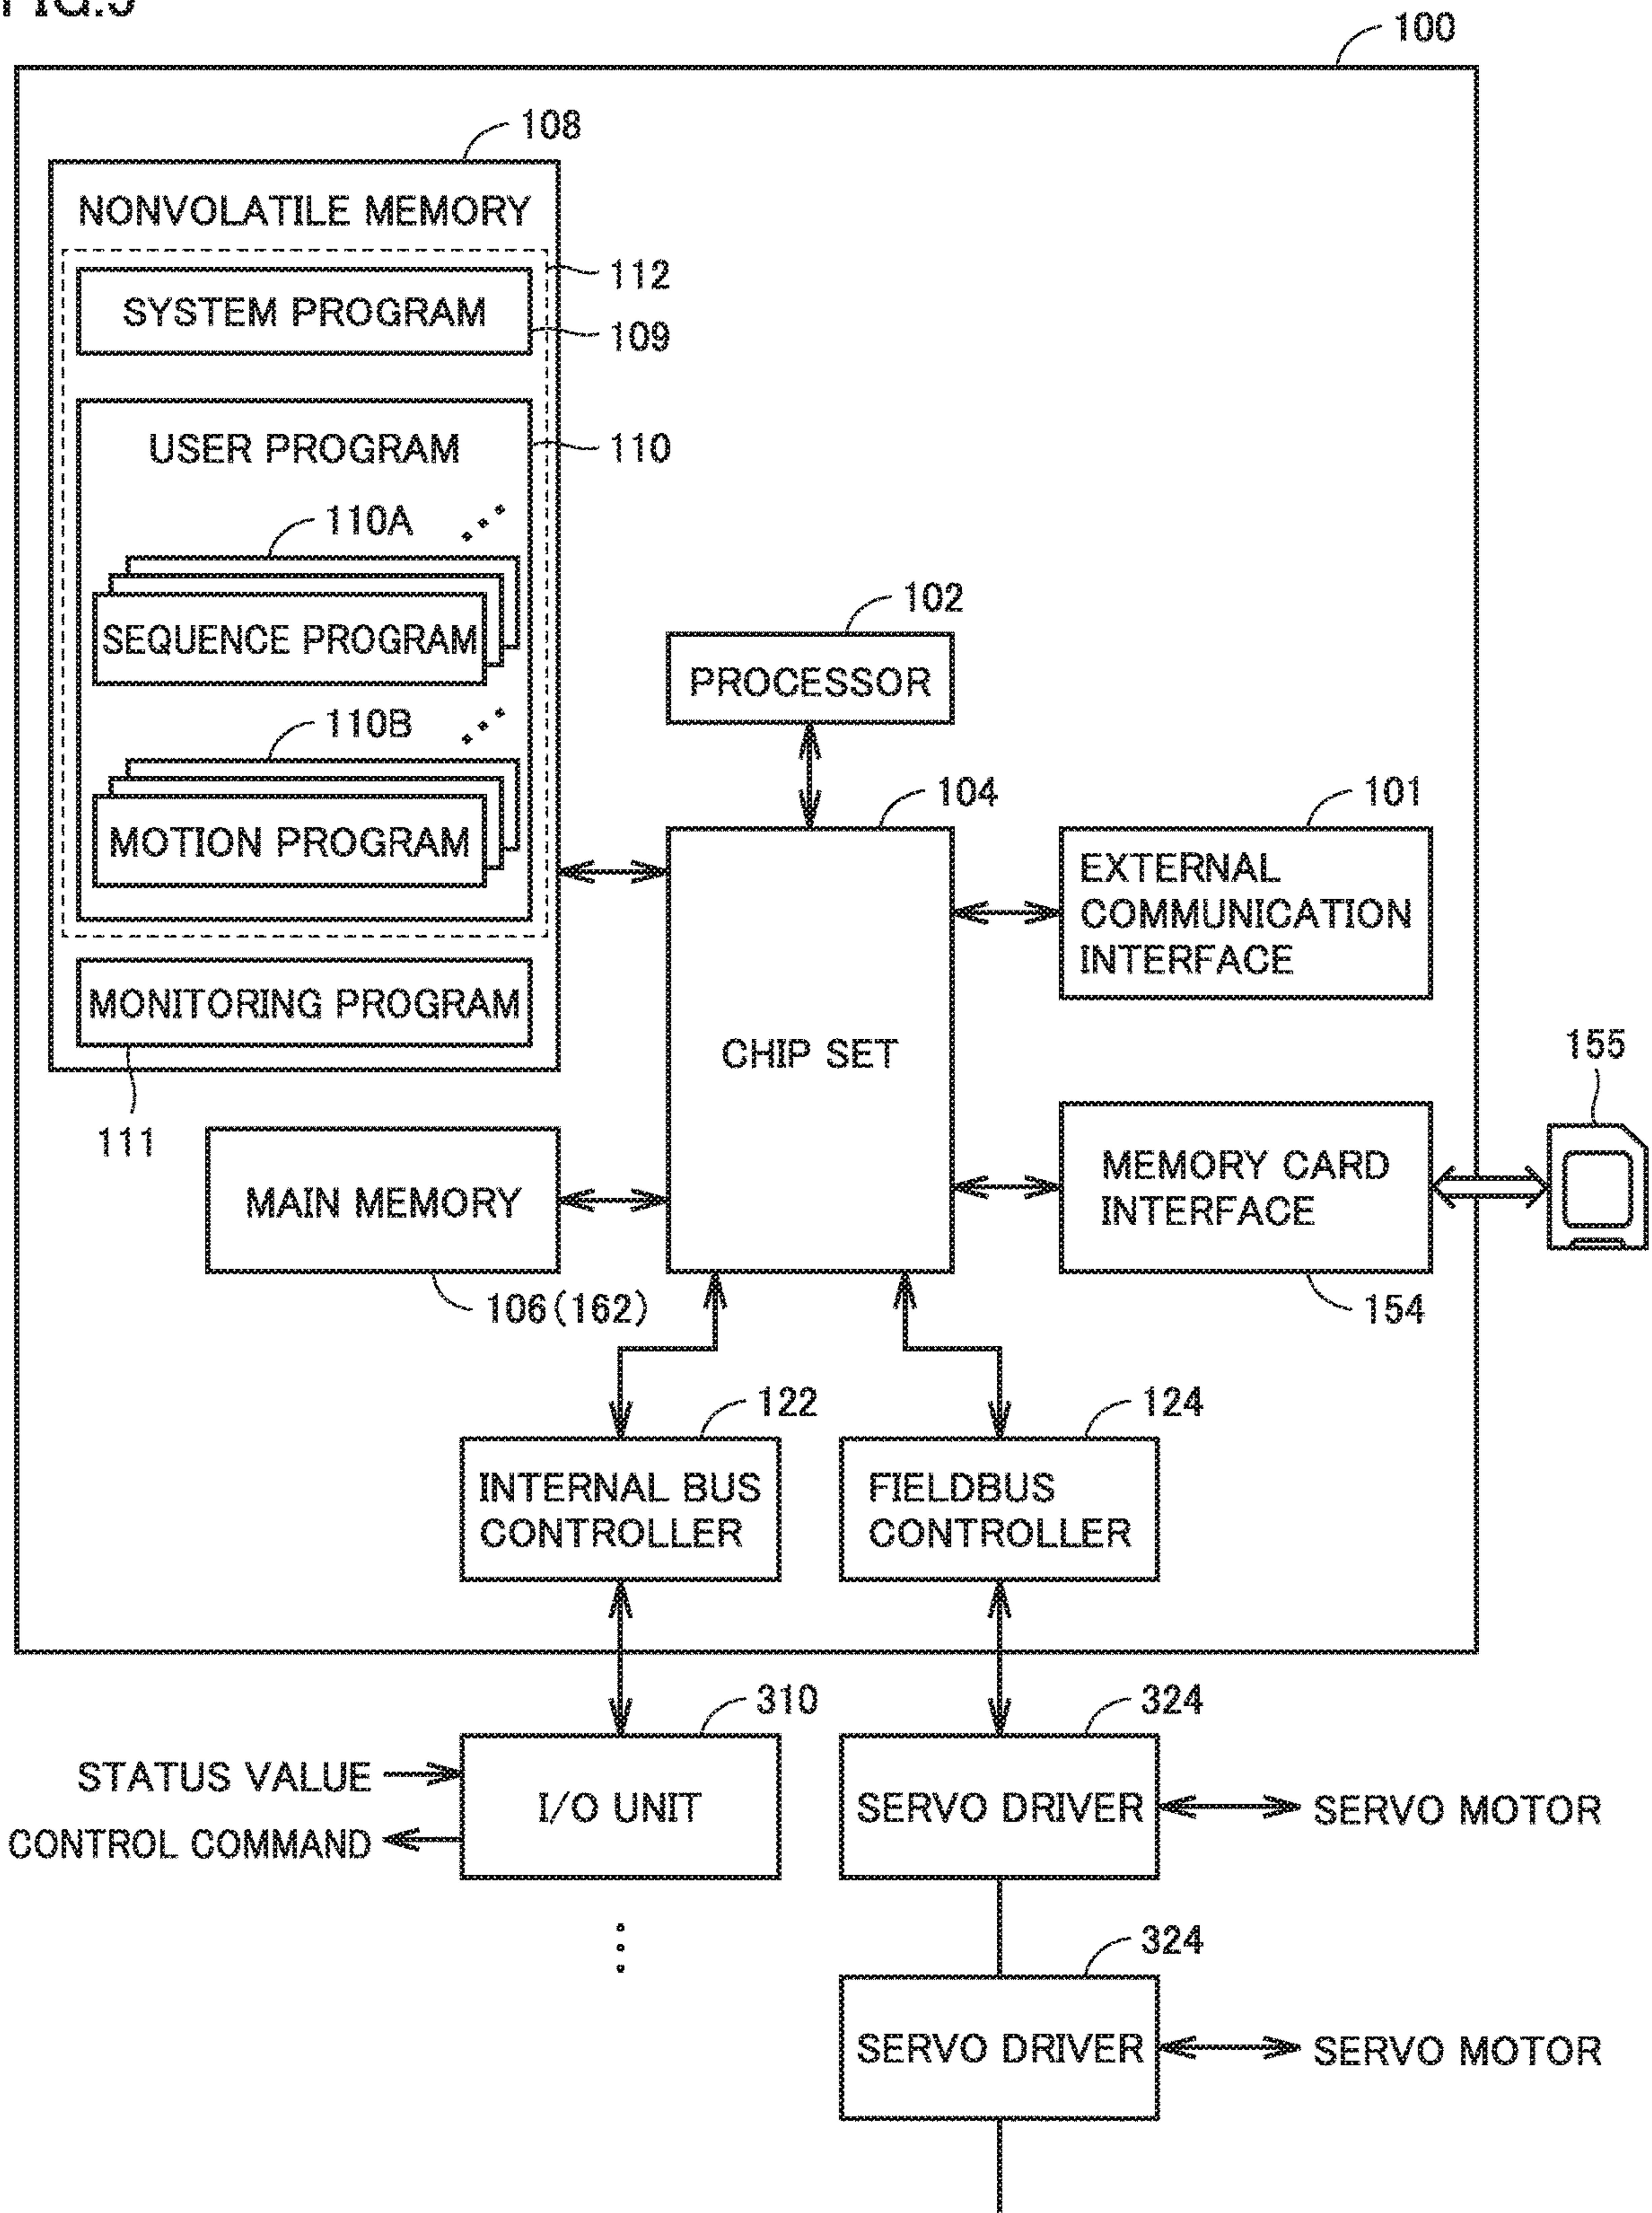 100
108
NONVOLATILE MEMORY
112
SYSTEM PROGRAM
109
USER PROGRAM
110
110A
SEQUENCE PROGRAM
110B
MOTION PROGRAM
MONITORING PROGRAM
111
102
PROCESSOR
104
CHIP SET
101
EXTERNAL
COMMUNICATION
INTERFACE
155
MEMORY CARD
INTERFACE
154
MAIN MEMORY
106(162)
122
INTERNAL BUS
CONTROLLER
124
FIELDBUS
CONTROLLER
310
I/O UNIT
STATUS VALUE
CONTROL COMMAND
324
SERVO DRIVER
SERVO MOTOR
324
SERVO DRIVER
SERVO MOTOR